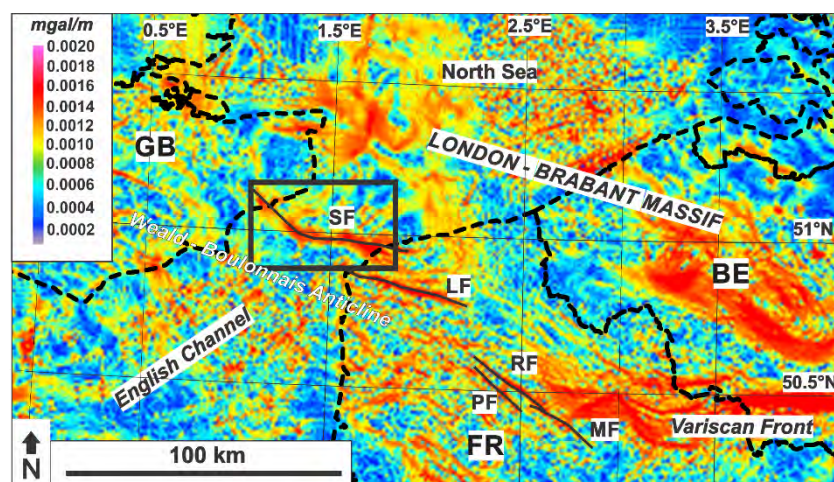 mgal/m
0.0020
0.0016
0.0014
0.0012
0.0010
0.0008
0.0006
0.0004
0.0002
0.5°E
1.5°E
2.5°E
3.5°E
North Sea
GB
LONDON - BRABANT MASSIF
SF
51°N
Weald - Boulonnais Anticline
BE
LF
English Channel
RF
50.5°N
PF
MF
Variscan Front
FR
N
100 km